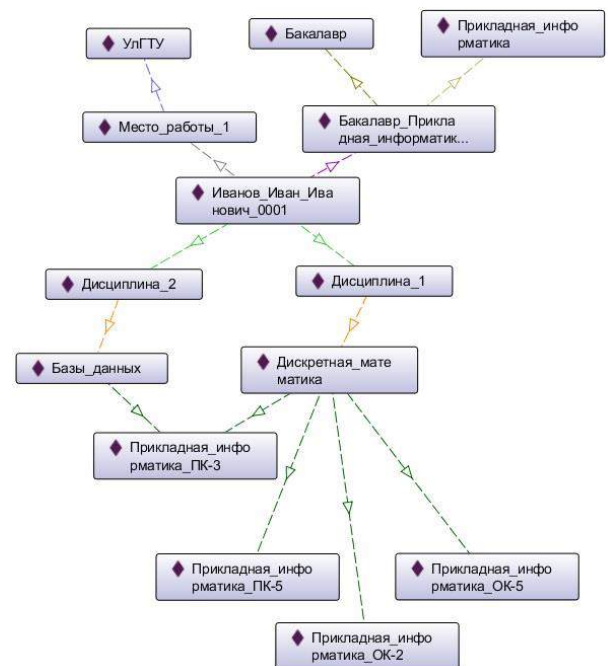 УлГТУ
Бакалавр
Прикладная_инфо
рматика
Место_работы_1
Бакалавр_Прикла
дная_информатик...
Иванов_Иван_Ива
нович_0001
Дисциплина_2
Дисциплина_1
Базы_данных
Дискретная_мате
матика
Прикладная_инфо
рматика_ПК-3
Прикладная_инфо
рматика_ПК-5
Прикладная_инфо
рматика_ОК-5
Прикладная_инфо
рматика_ОК-2